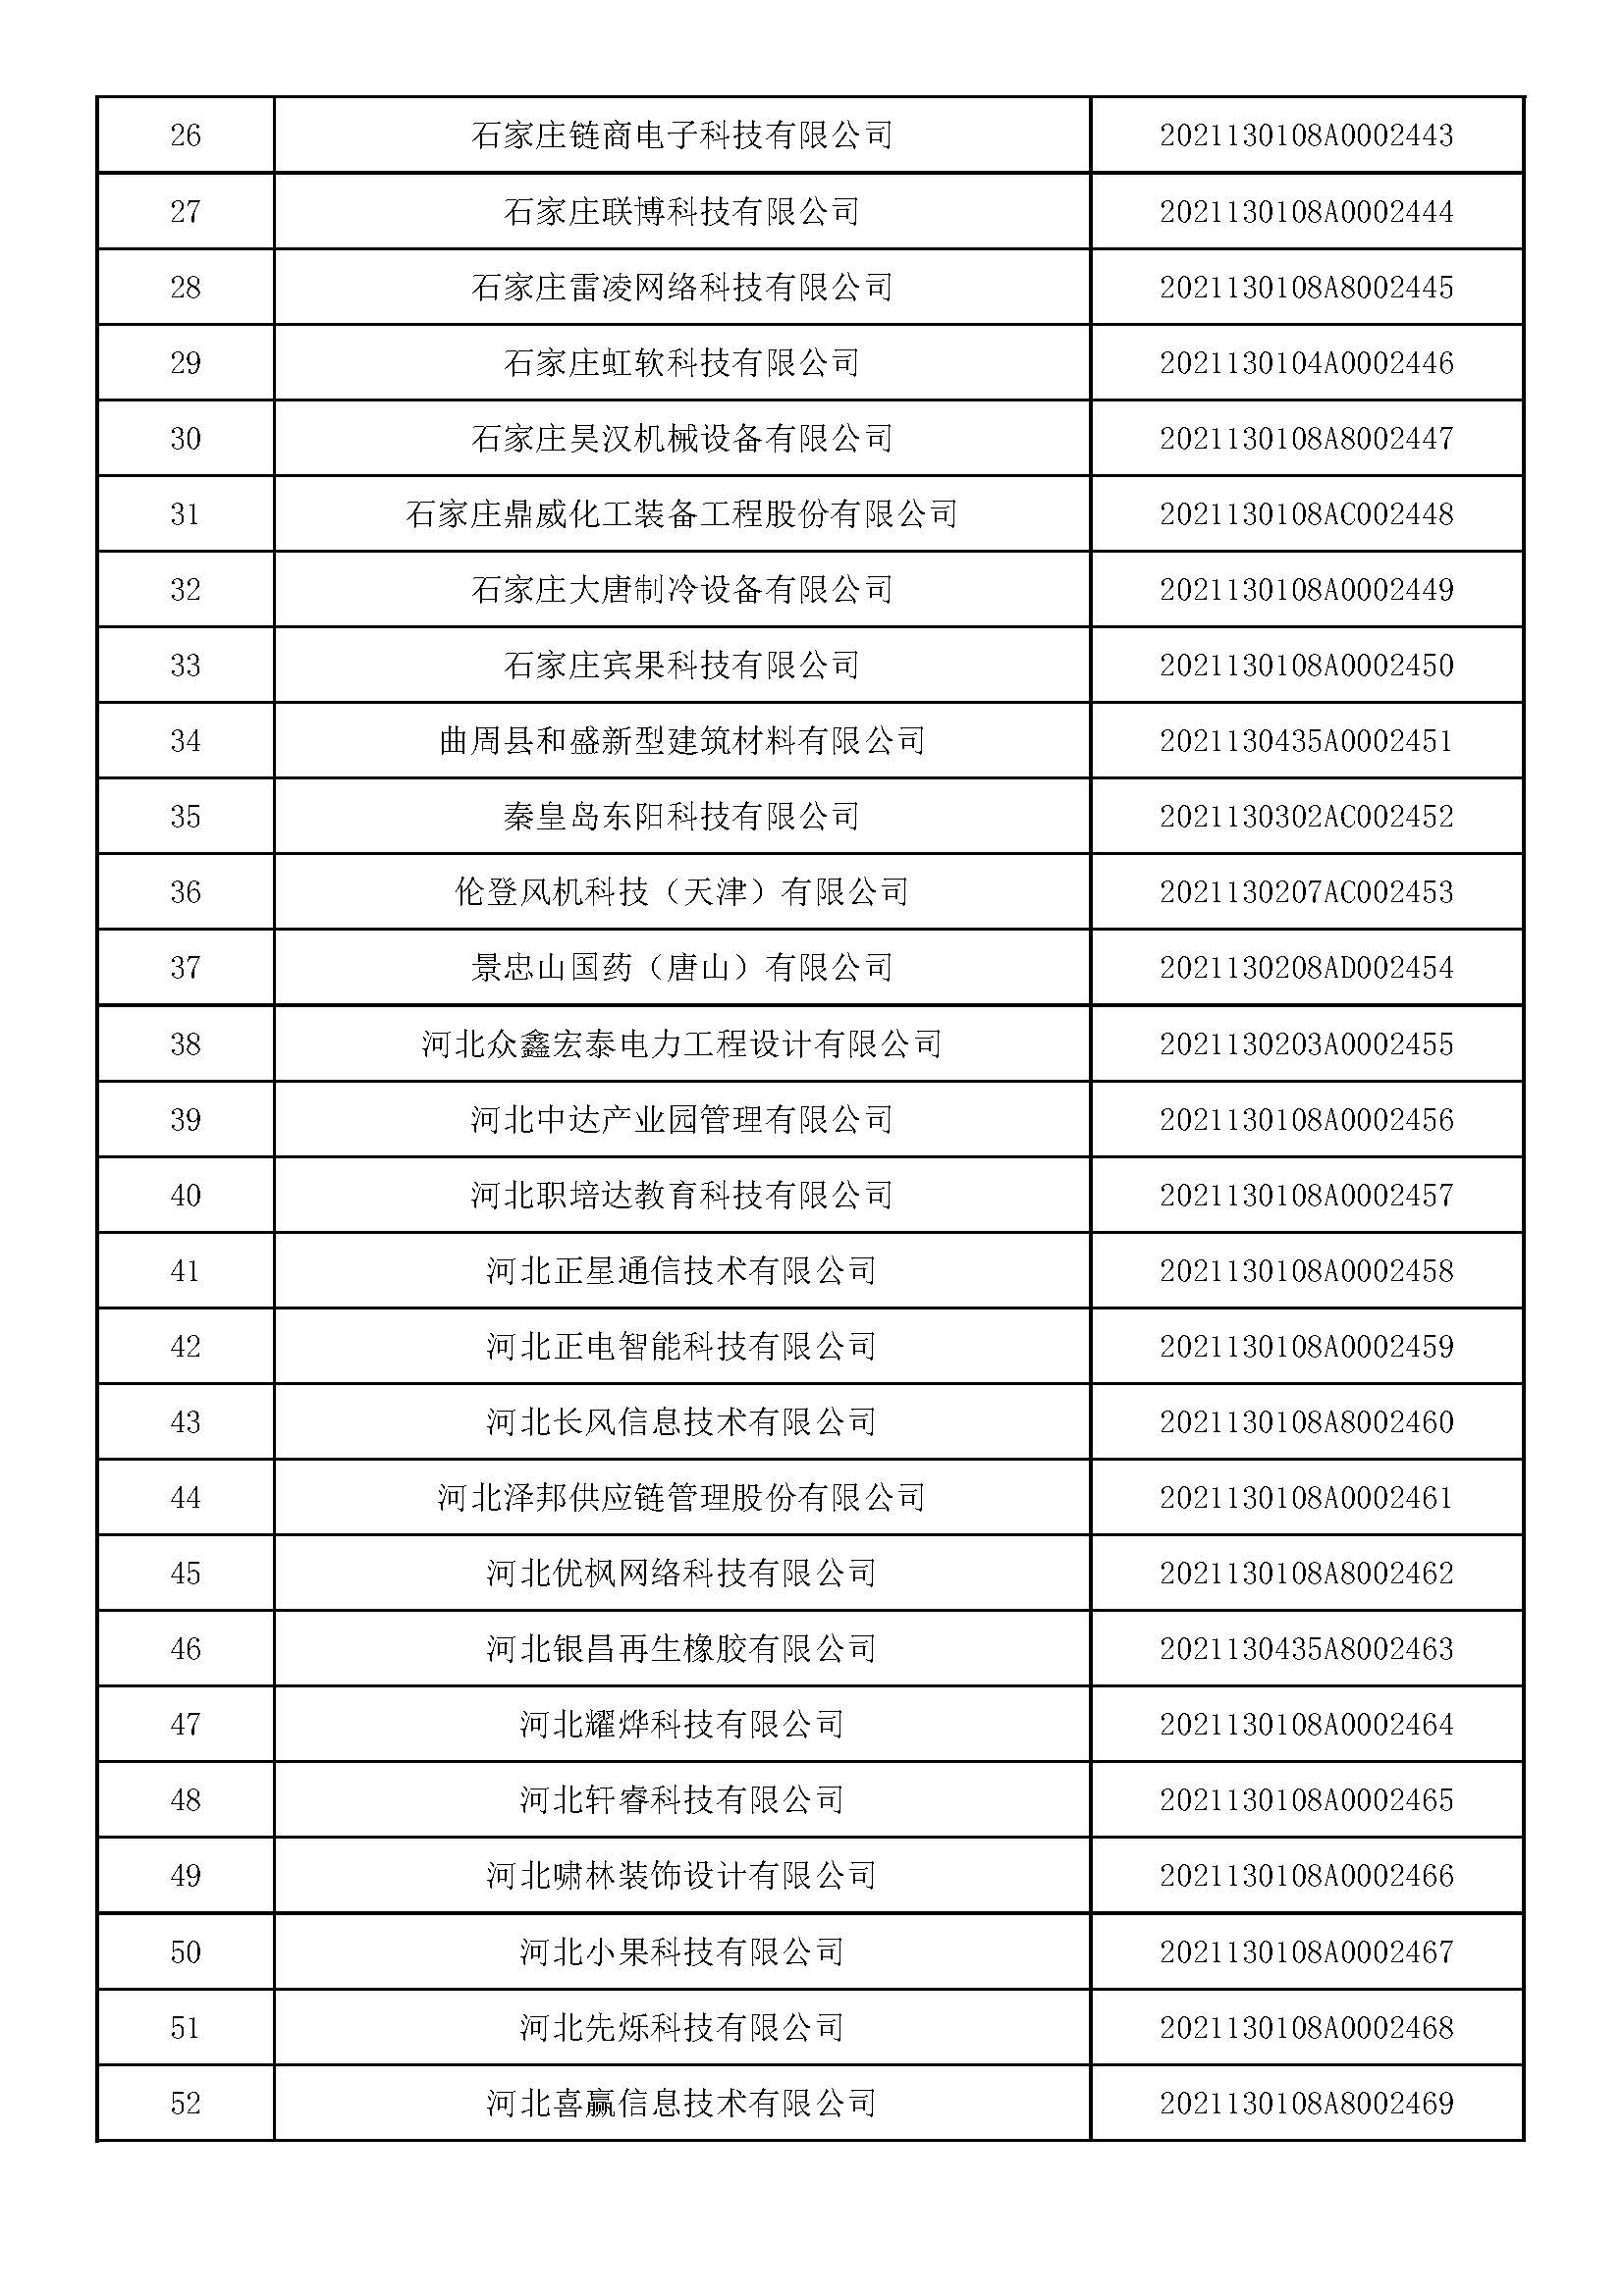 26 石家庄链商电子科技有限公司 2021130108A0002443
27 石家庄联博科技有限公司 2021130108A0002444
28 石家庄雷凌网络科技有限公司 2021130108A8002445
29 石家庄虹软科技有限公司 2021130104A0002446
30 石家庄昊汉机械设备有限公司 2021130108A8002447
31 石家庄鼎威化工装备工程股份有限公司 2021130108AC002448
32 石家庄大唐制冷设备有限公司 2021130108A0002449
33 石家庄宾果科技有限公司 2021130108A0002450
34 曲周县和盛新型建筑材料有限公司 2021130435A0002451
35 秦皇岛东阳科技有限公司 2021130302AC002452
36 伦登风机科技（天津）有限公司 2021130207AC002453
37 景忠山国药（唐山）有限公司 2021130208AD002454
38 河北众鑫宏泰电力工程设计有限公司 2021130203A0002455
39 河北中达产业园管理有限公司 2021130108A0002456
40 河北职培达教育科技有限公司 2021130108A0002457
41 河北正星通信技术有限公司 2021130108A0002458
42 河北正电智能科技有限公司 2021130108A0002459
43 河北长风信息技术有限公司 2021130108A8002460
44 河北泽邦供应链管理股份有限公司 2021130108A0002461
45 河北优枫网络科技有限公司 2021130108A8002462
46 河北银昌再生橡胶有限公司 2021130435A8002463
47 河北耀烨科技有限公司 2021130108A0002464
48 河北轩睿科技有限公司 2021130108A0002465
49 河北啸林装饰设计有限公司 2021130108A0002466
50 河北小果科技有限公司 2021130108A0002467
51 河北先烁科技有限公司 2021130108A0002468
52 河北喜赢信息技术有限公司 2021130108A8002469